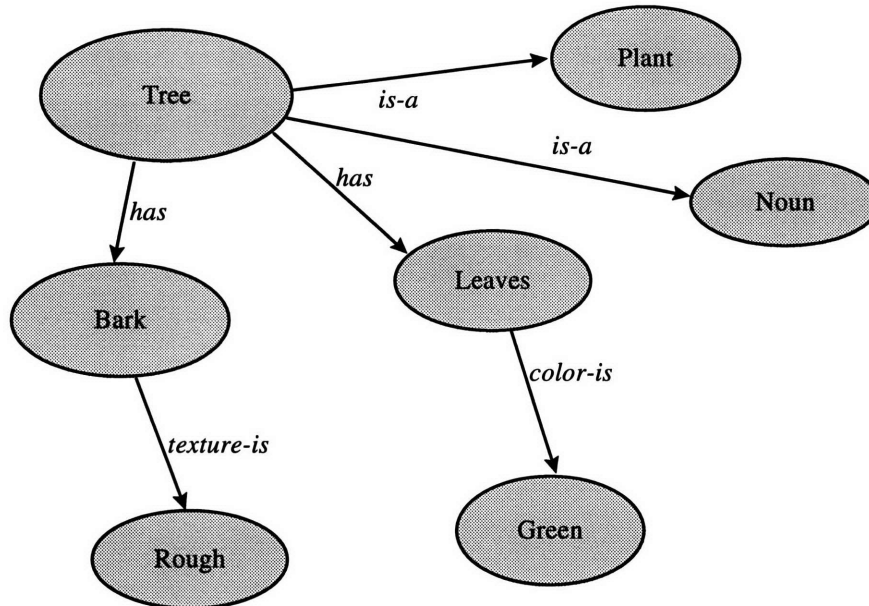 Plant
Tree
is-a
is-a
has
Noun
has
Leaves
Bark
color-is
texture-is
Green
Rough